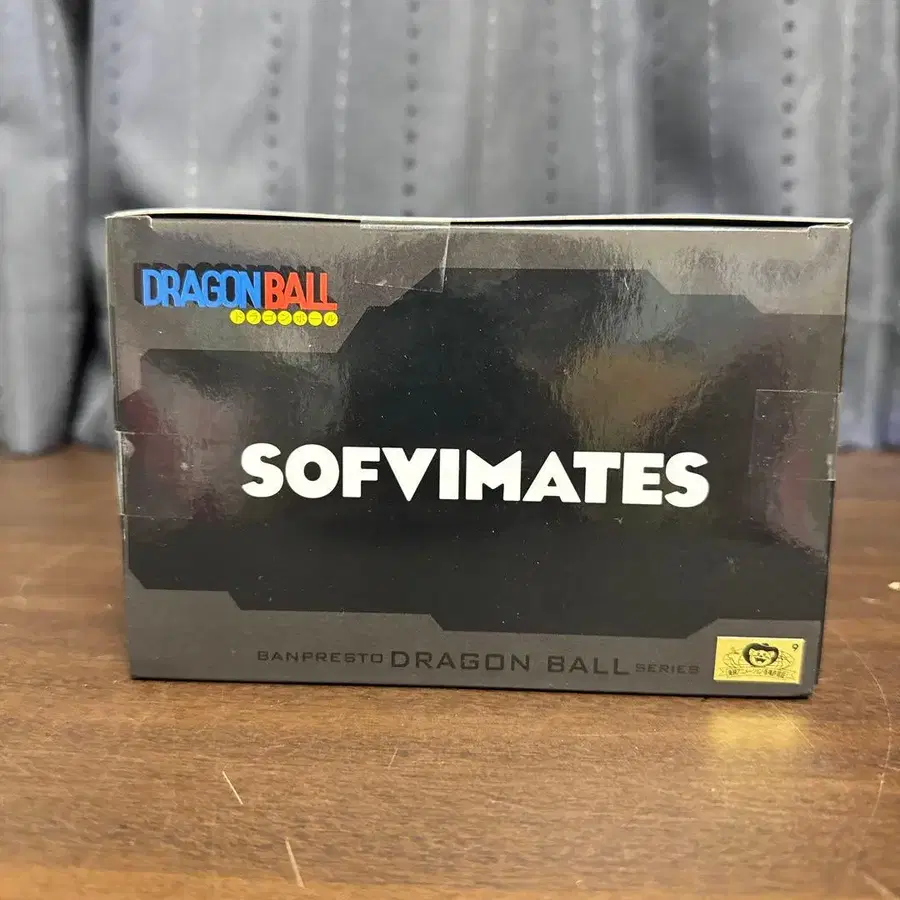 DRAGON BALL
ドラゴンボール
SOFVIMATES
BANPRESTO DRAGON BALL SERIES